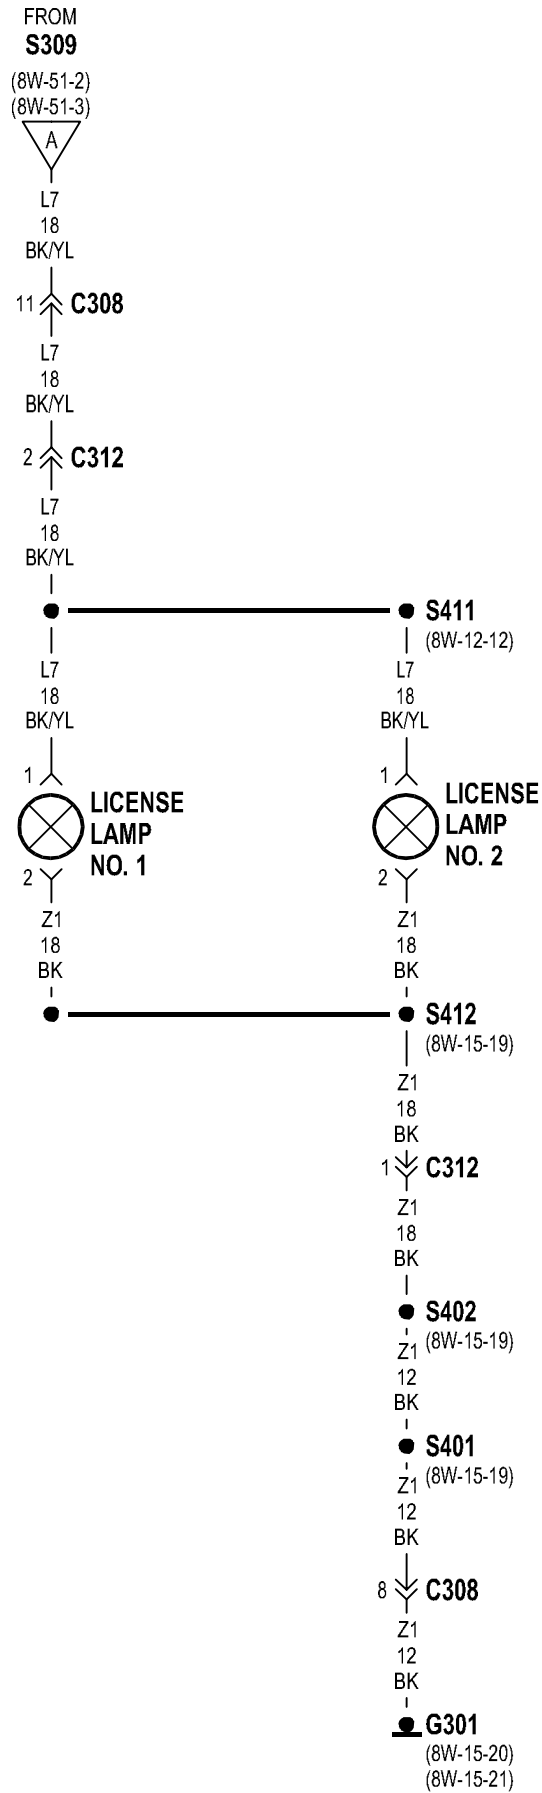 FROM
S309
(8W-51-2)
(8W-51-3)
A
L7
18
BK/YL
11 C308
L7
18
BK/YL
2 C312
L7
18
BK/YL
S411
(8W-12-12)
L7
18
BK/YL
1
LICENSE
LAMP
NO. 1
2
Z1
18
BK
L7
18
BK/YL
1
LICENSE
LAMP
NO. 2
2
Z1
18
BK
S412
(8W-15-19)
Z1
18
BK
1 C312
Z1
18
BK
S402
(8W-15-19)
Z1
12
BK
S401
(8W-15-19)
Z1
12
BK
8 C308
Z1
12
BK
G301
(8W-15-20)
(8W-15-21)